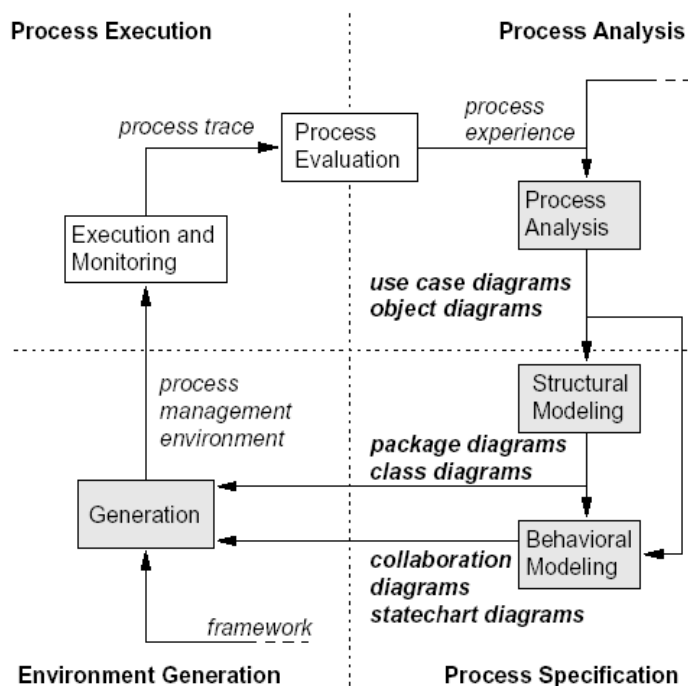 Process Execution
Process Analysis
process trace
Process
Evaluation
process
experience
Process
Analysis
Execution and
Monitoring
use case diagrams
object diagrams
process
management
environment
Structural
Modeling
package diagrams
class diagrams
Generation
Behavioral
Modeling
collaboration
diagrams
statechart diagrams
framework
Environment Generation
Process Specification